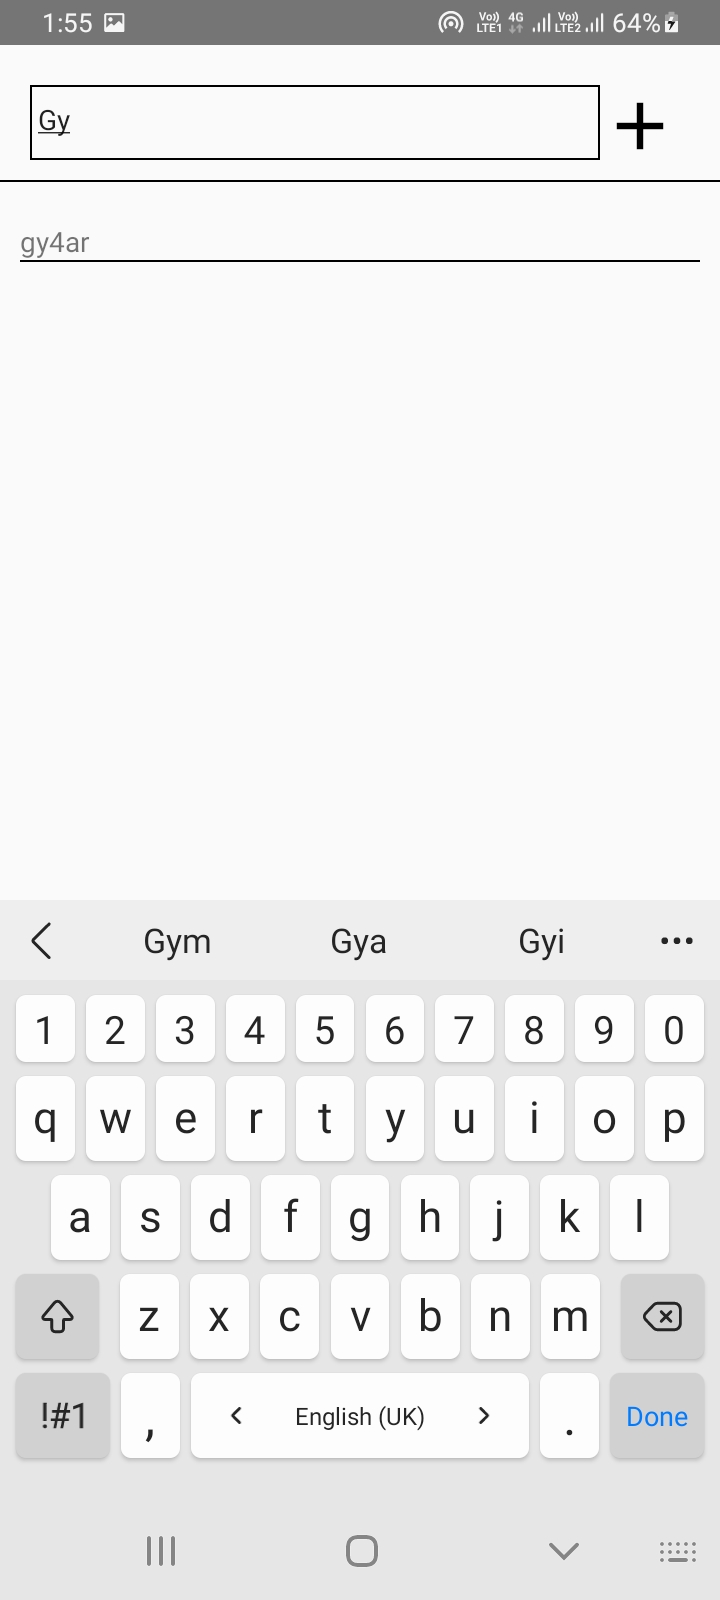 1:55 Vo)) LTE1 4G Vo)) LTE2 64%
Gy
gy4ar
Gym Gya Gyi
1 2 3 4 5 6 7 8 9 0
q w e r t y u i o p
a s d f g h j k l
z x c v b n m
!#1 , English (UK) . Done